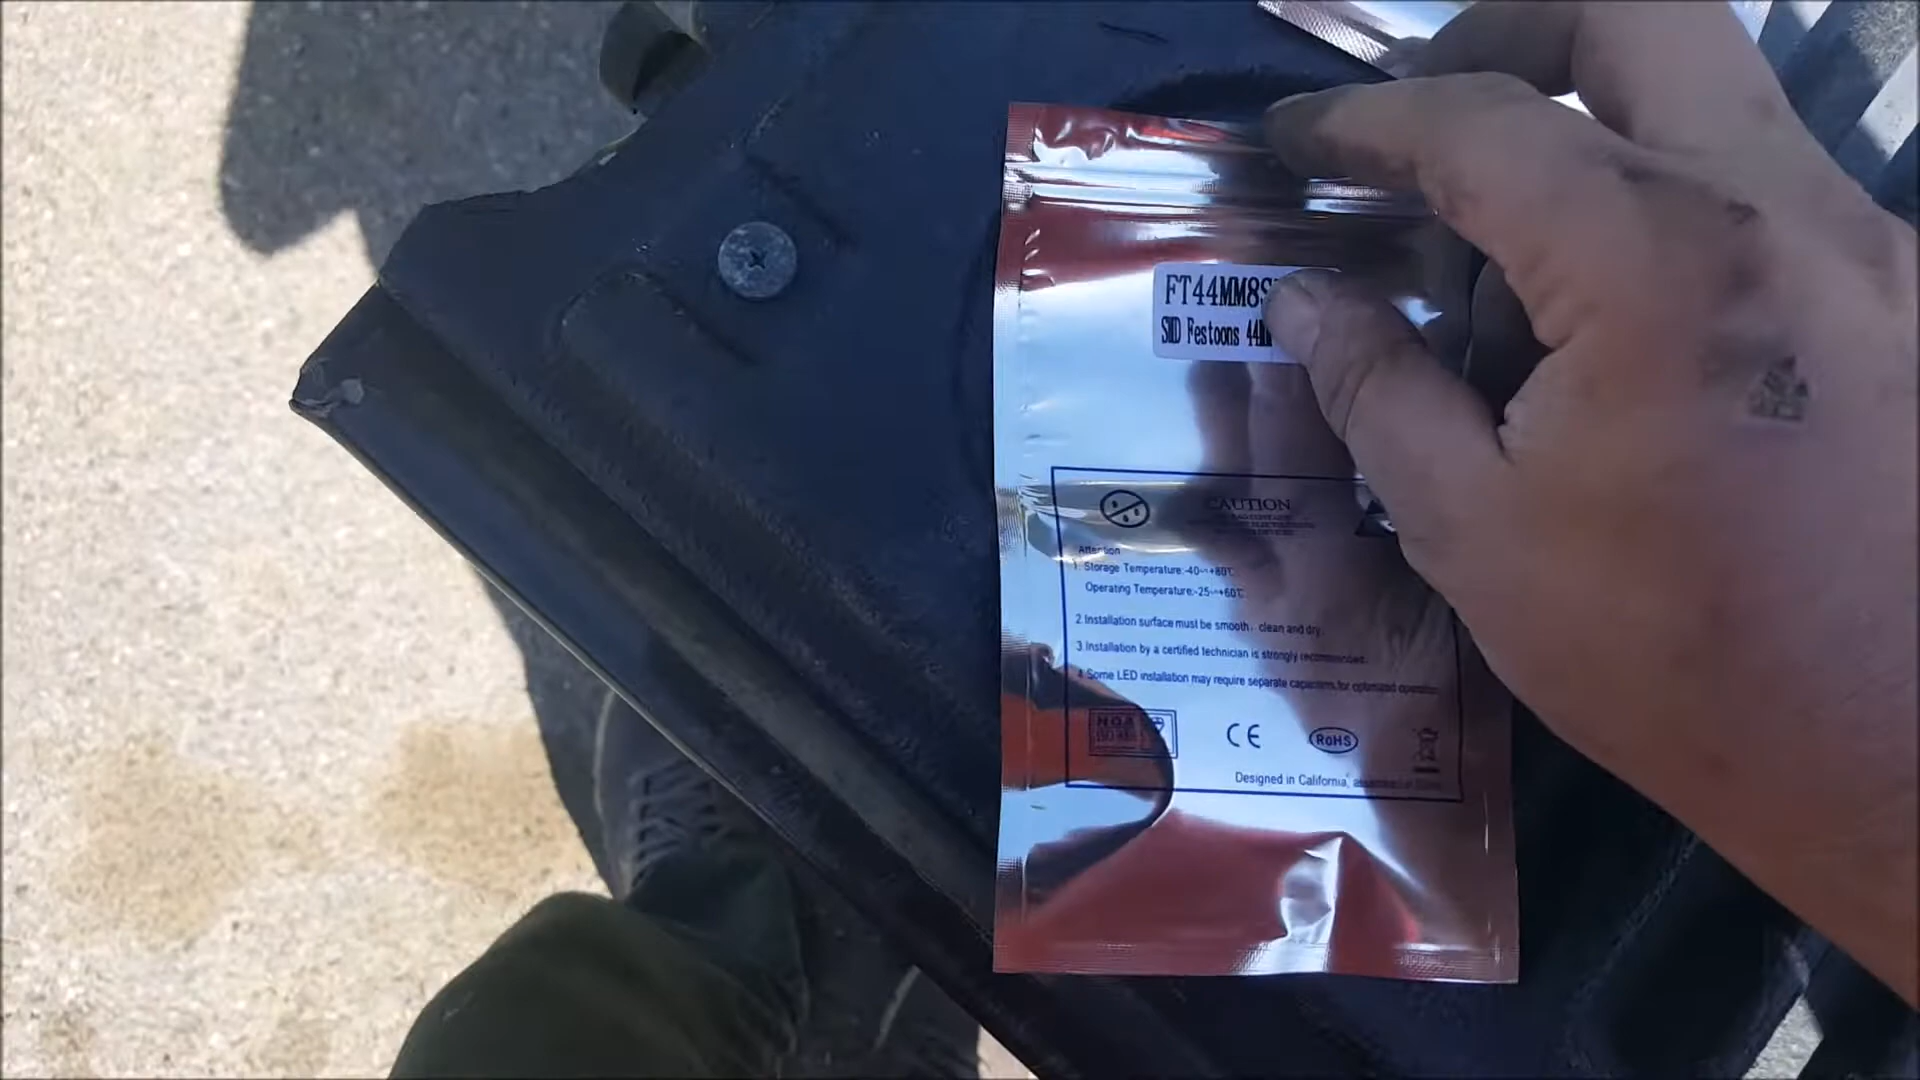 FT44MM8S
SMD Festoons 44M
CAUTION
Attention
1. Storage Temperature:-40~+80℃
Operating Temperature:-25~+60℃
2.Installation surface must be smooth, clean and dry.
3.Installation by a certified technician is strongly recommended.
4.Some LED installation may require separate capacitors for optimized operation
CE
RoHS
Designed in California, assembled in